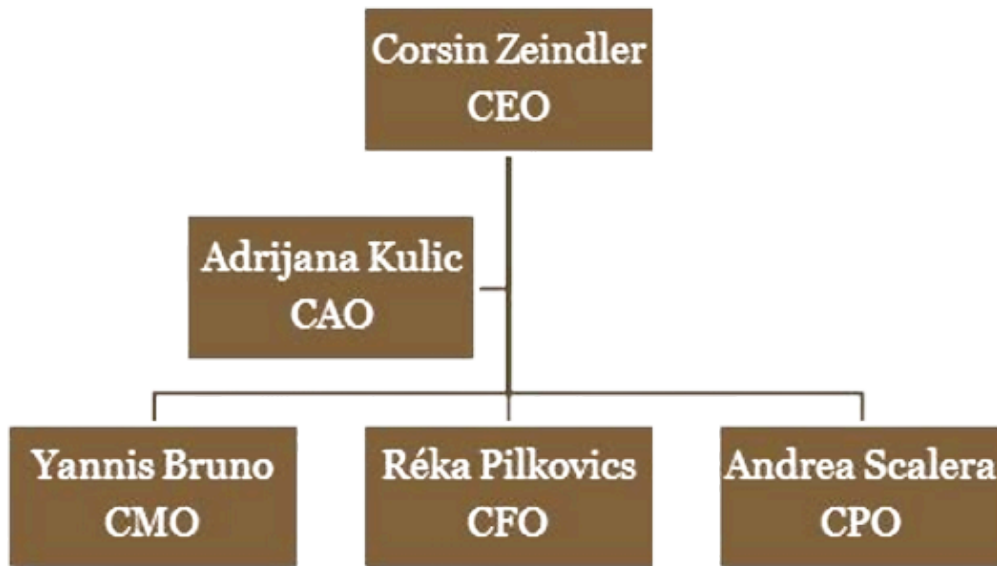 Corsin Zeindler
CEO
Adrijana Kulic
CAO
Yannis Bruno
CMO
Réka Pilkovics
CFO
Andrea Scalera
CPO